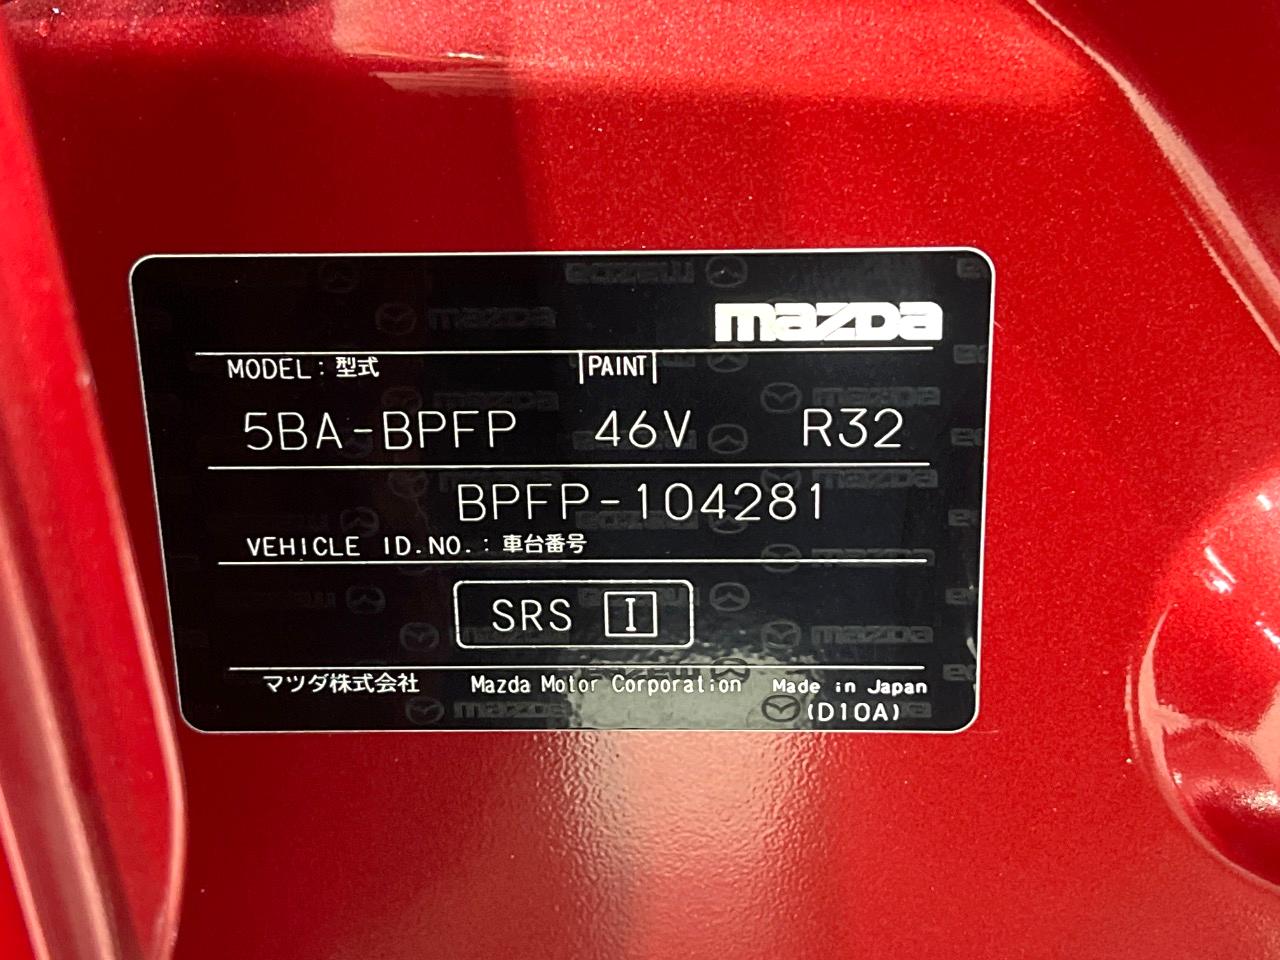 mazda
MODEL: 型式 PAINT
5BA-BPFP 46V R32
BPFP-104281
VEHICLE ID.NO.: 車台番号
SRS I
マツダ株式会社 Mazda Motor Corporation Made in Japan
(D10A)